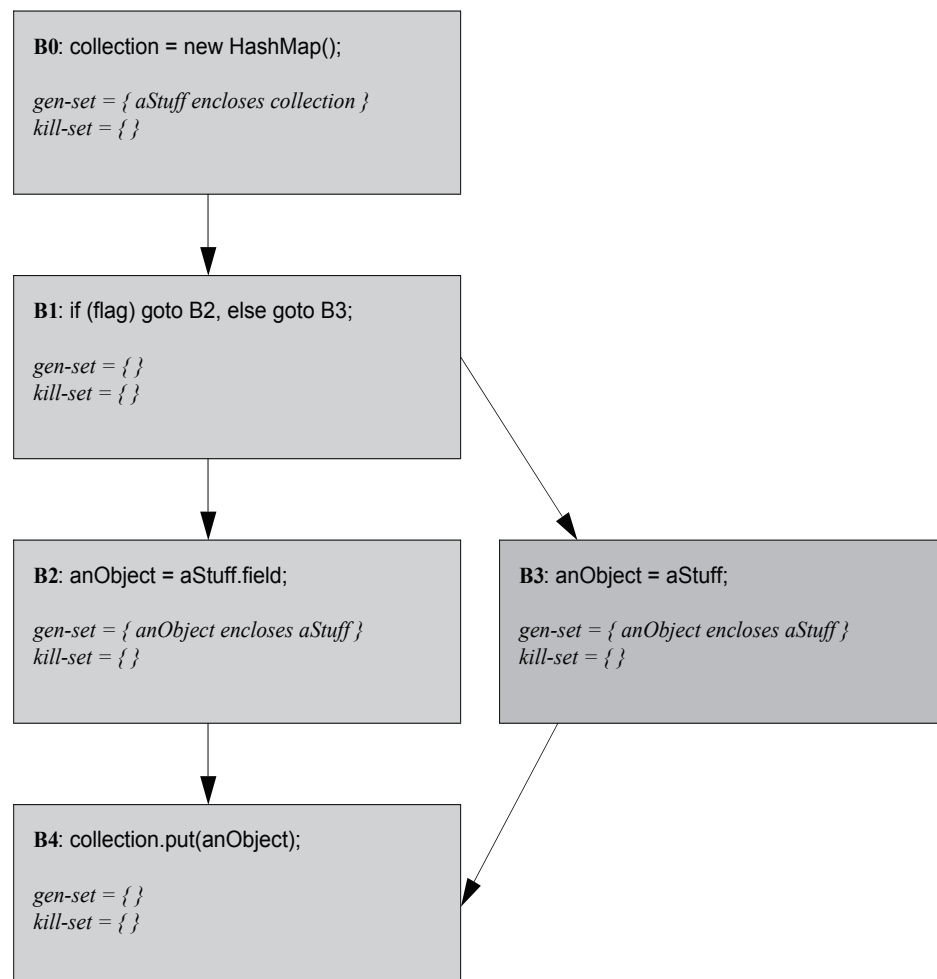 B0: collection = new HashMap();
gen-set = { aStuff encloses collection }
kill-set = { }
B1: if (flag) goto B2, else goto B3;
gen-set = { }
kill-set = { }
B2: anObject = aStuff.field;
gen-set = { anObject encloses aStuff }
kill-set = { }
B3: anObject = aStuff;
gen-set = { anObject encloses aStuff }
kill-set = { }
B4: collection.put(anObject);
gen-set = { }
kill-set = { }